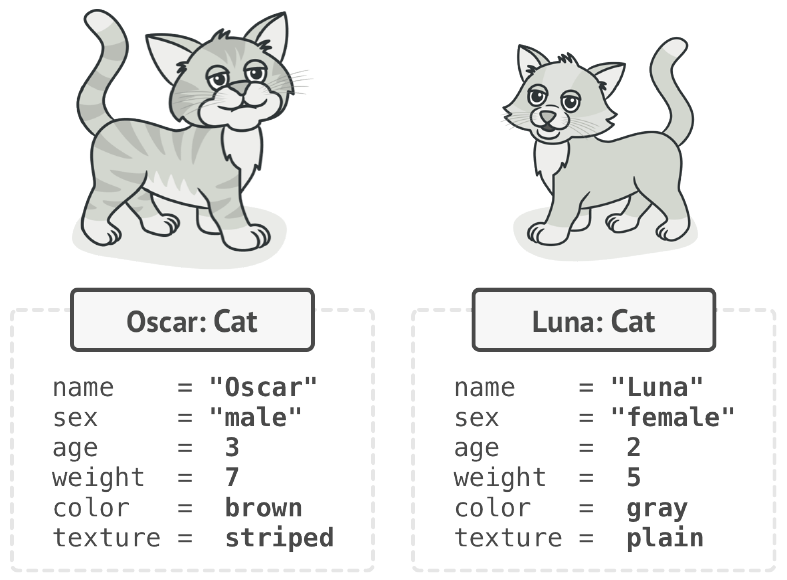 Oscar: Cat
name = "Oscar"
sex = "male"
age = 3
weight = 7
color = brown
texture = striped
Luna: Cat
name = "Luna"
sex = "female"
age = 2
weight = 5
color = gray
texture = plain